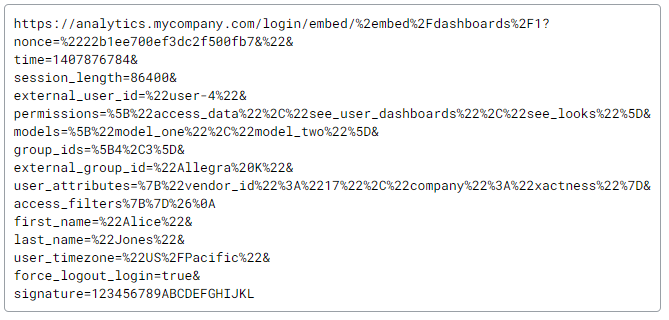 https://analytics.mycompany.com/login/embed/%2embed%2Fdashboards%2F1?
nonce=%2222b1ee700ef3dc2f500fb7&%22&
time=1407876784&
session_length=86400&
external_user_id=%22user-4%22&
permissions=%5B%22access_data%22%2C%22see_user_dashboards%22%2C%22see_looks%22%5D&
models=%5B%22model_one%22%2C%22model_two%22%5D&
group_ids=%5B4%2C3%5D&
external_group_id=%22Allegra%20K%22&
user_attributes=%7B%22vendor_id%22%3A%2217%22%2C%22company%22%3A%22xactness%22%7D&
access_filters%7B%7D%26%0A
first_name=%22Alice%22&
last_name=%22Jones%22&
user_timezone=%22US%2FPacific%22&
force_logout_login=true&
signature=123456789ABCDEFGHIJKL